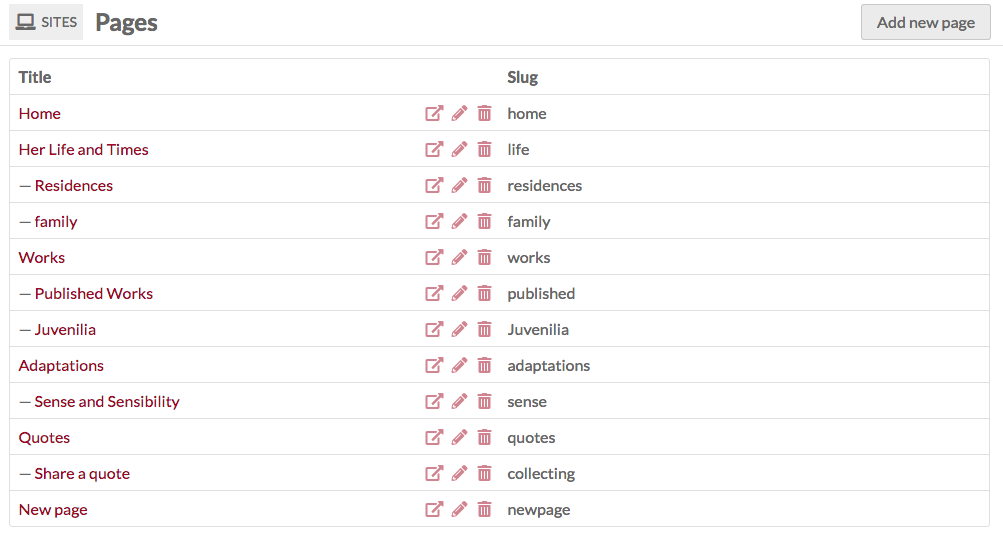 SITES Pages Add new page
Title Slug
Home home
Her Life and Times life
— Residences residences
— family family
Works works
— Published Works published
— Juvenilia Juvenilia
Adaptations adaptations
— Sense and Sensibility sense
Quotes quotes
— Share a quote collecting
New page newpage